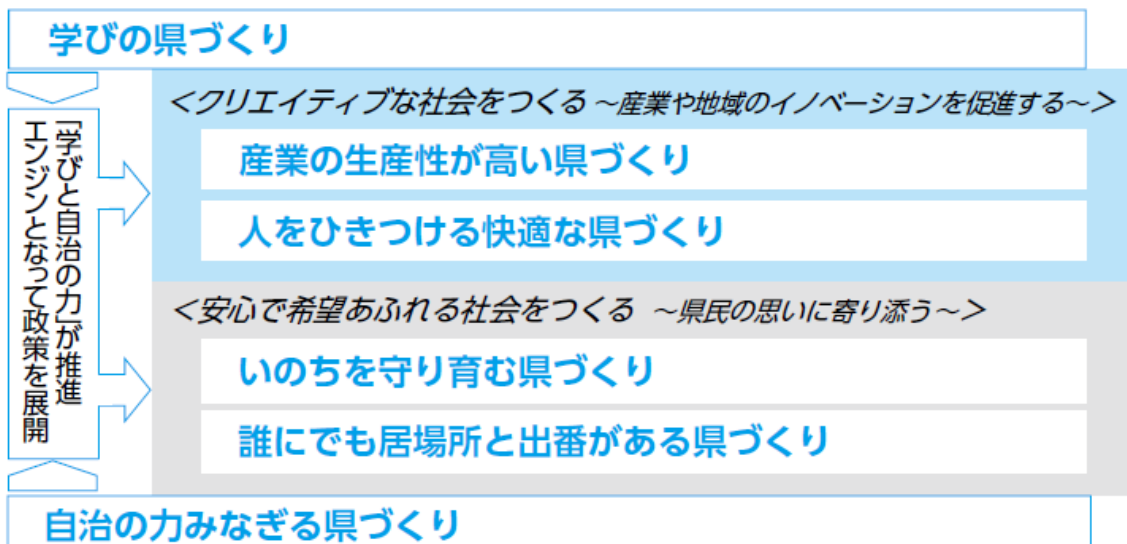 学びの県づくり
「学びと自治の力」が推進
エンジンとなって政策を展開
＜クリエイティブな社会をつくる ～産業や地域のイノベーションを促進する～＞
産業の生産性が高い県づくり
人をひきつける快適な県づくり
＜安心で希望あふれる社会をつくる ～県民の思いに寄り添う～＞
いのちを守り育む県づくり
誰にでも居場所と出番がある県づくり
自治の力みなぎる県づくり